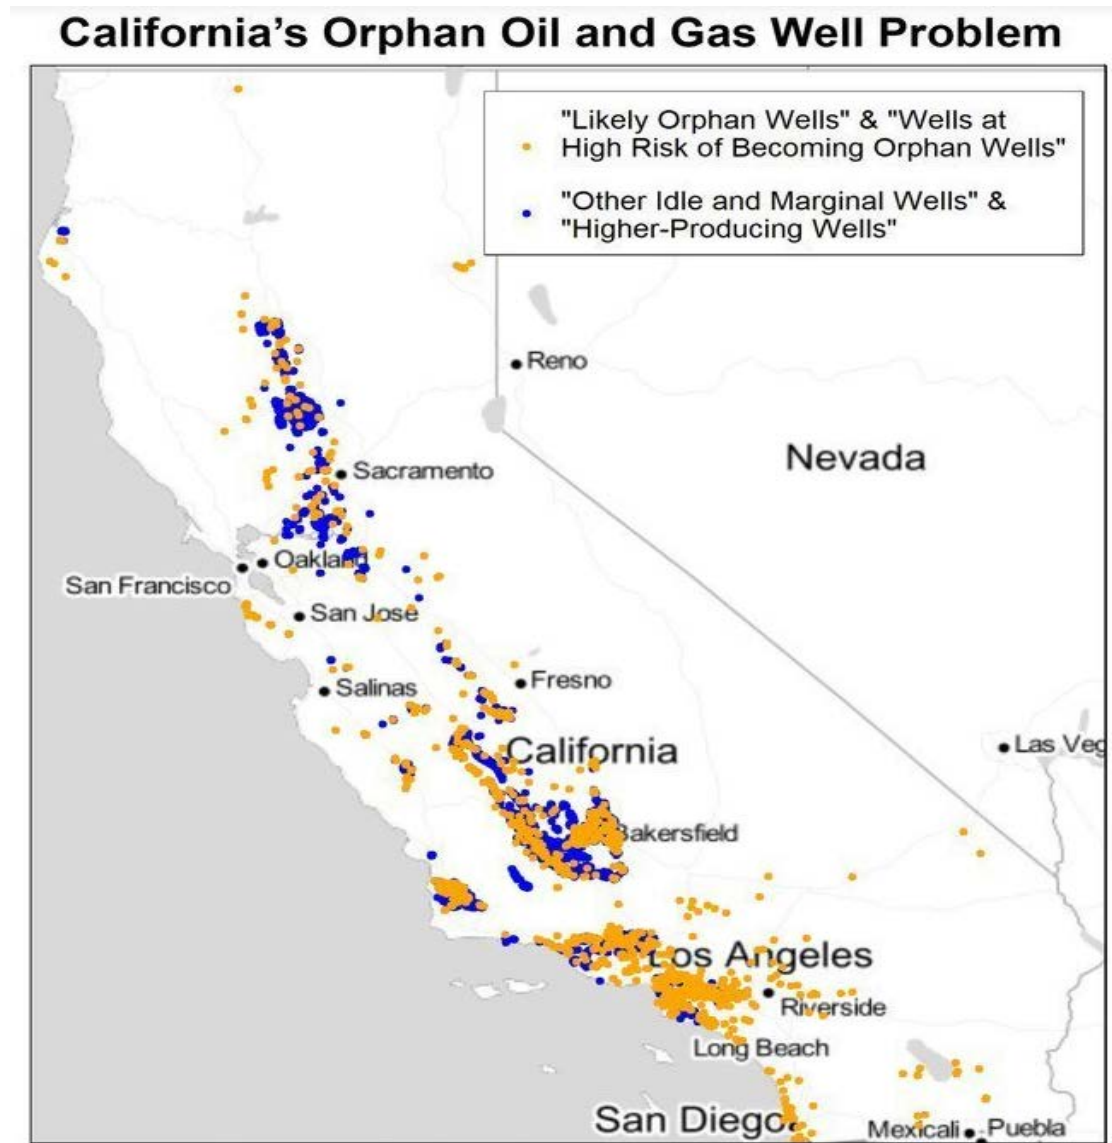 California's Orphan Oil and Gas Well Problem
"Likely Orphan Wells" & "Wells at
High Risk of Becoming Orphan Wells"
"Other Idle and Marginal Wells" &
"Higher-Producing Wells"
Reno
Nevada
Sacramento
Oakland
San Francisco
San Jose
Salinas
Fresno
California
Las Veg
Bakersfield
Los Angeles
Riverside
Long Beach
San Diego
Mexicali
Puebla